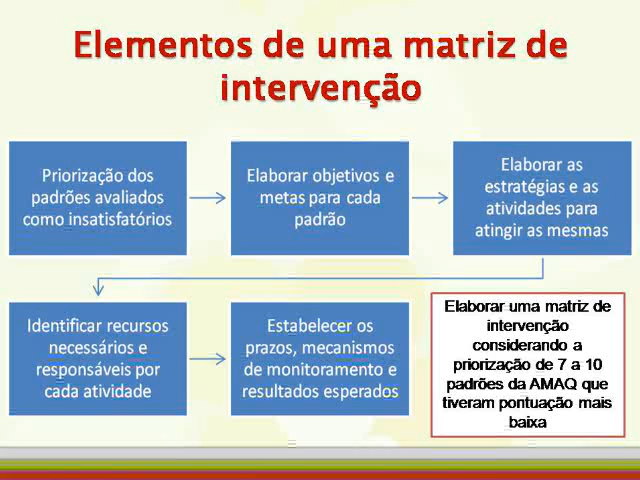 Elementos de uma matriz de
intervenção
Priorização dos
padrões avaliados
como insatisfatórios
Elaborar objetivos e
metas para cada
padrão
Elaborar as
estratégias e as
atividades para
atingir as mesmas
Identificar recursos
necessários e
responsáveis por
cada atividade
Estabelecer os
prazos, mecanismos
de monitoramento e
resultados esperados
Elaborar uma matriz de
intervenção
considerando a
priorização de 7 a 10
padrões da AMAQ que
tiveram pontuação mais
baixa